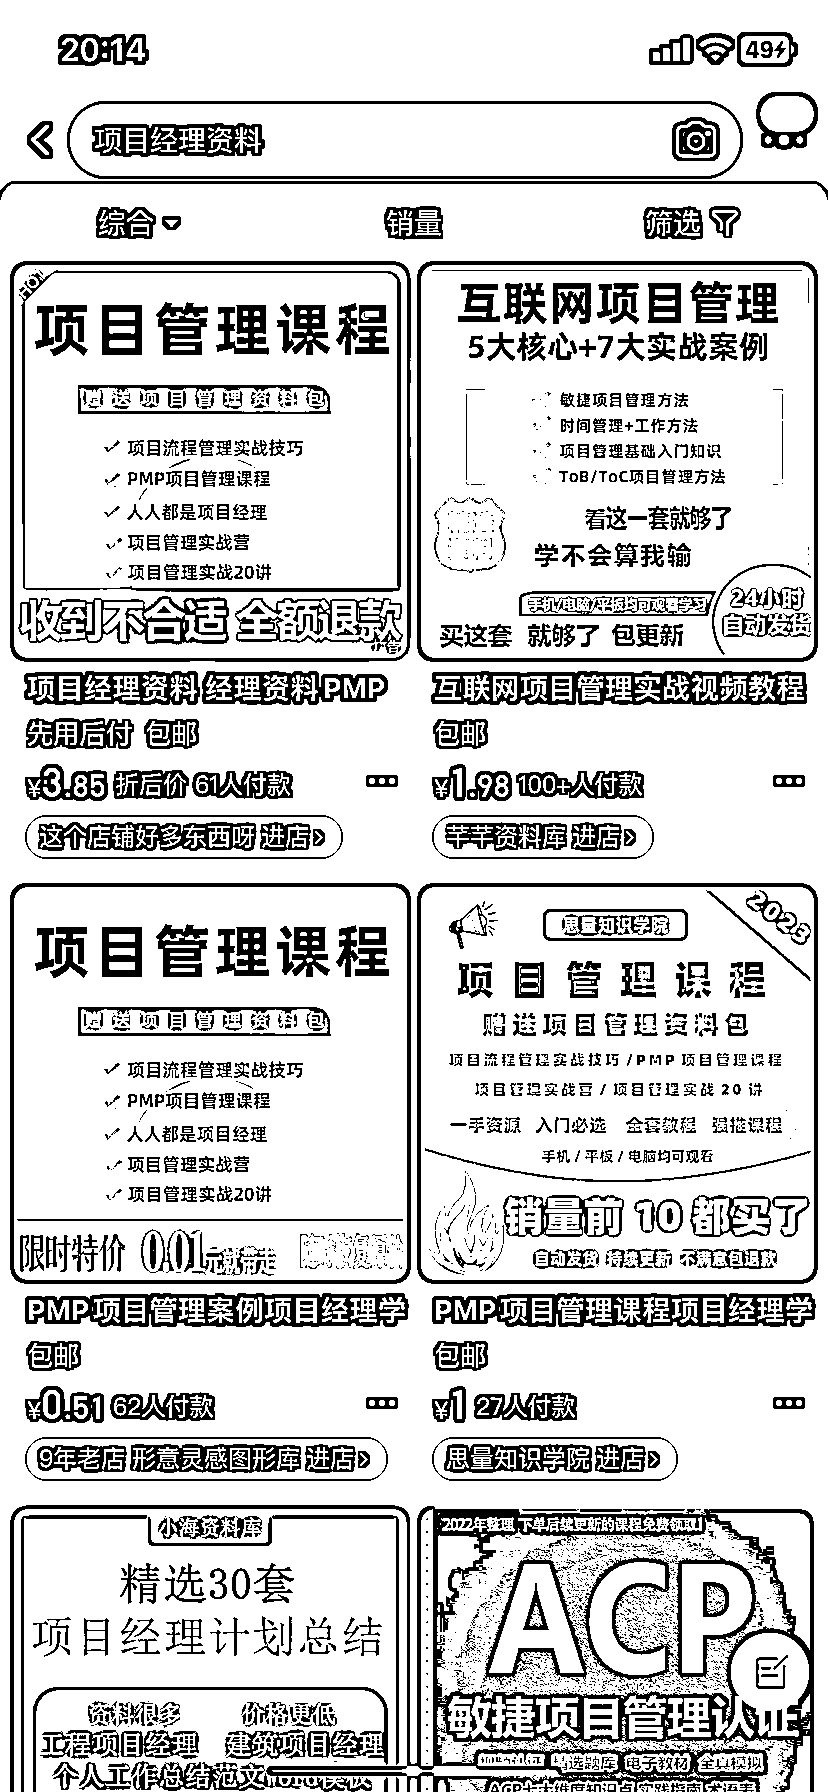 20:14
49
项目经理资料
综合 销量 筛选
HOT
项目管理课程
赠送项目管理资料包
项目流程管理实战技巧
PMP项目管理课程
人人都是项目经理
项目管理实战营
项目管理实战20讲
收到不合适 全额退款
项目经理资料 经理资料PMP
先用后付 包邮
¥3.85 折后价 61人付款
这个店铺好多东西呀 进店>
互联网项目管理
5大核心+7大实战案例
敏捷项目管理方法
时间管理+工作方法
项目管理基础入门知识
ToB/ToC项目管理方法
看这一套就够了
学不会算我输
手机/电脑/平板均可观看学习
买这套 就够了 包更新
24小时
自动发货
互联网项目管理实战视频教程
包邮
¥1.98 100+人付款
芊芊资料库 进店>
项目管理课程
赠送项目管理资料包
项目流程管理实战技巧
PMP项目管理课程
人人都是项目经理
项目管理实战营
项目管理实战20讲
限时特价 0.01元就带走
PMP项目管理案例项目经理学
包邮
¥0.51 62人付款
9年老店 形意灵感图形库 进店>
2023
思量知识学院
项目管理课程
赠送项目管理资料包
项目流程管理实战技巧 / PMP 项目管理课程
项目管理实战营 / 项目管理实战 20 讲
一手资源 入门必选 全套教程 强推课程
手机 / 平板 / 电脑均可观看
销量前 10 都买了
自动发货 持续更新 不满意包退款
PMP项目管理课程项目经理学
包邮
¥1 27人付款
思量知识学院 进店>
小海资料库
精选30套
项目经理计划总结
资料很多 价格更低
工程项目经理 建筑项目经理
个人工作总结范文
2022年整理 下单后续更新的课程免费领取
ACP
敏捷项目管理认证
精选题库 电子教材 全真模拟